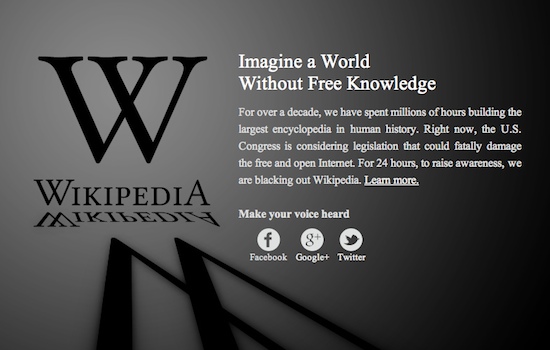 W
Imagine a World
Without Free Knowledge
For over a decade, we have spent millions of hours building the
largest encyclopedia in human history. Right now, the U.S.
Congress is considering legislation that could fatally damage
the free and open Internet. For 24 hours, to raise awareness, we
are blacking out Wikipedia. Learn more.
WIKIPEDIA
WIKIPEDIA
Make your voice heard
f g+
Facebook Google+ Twitter